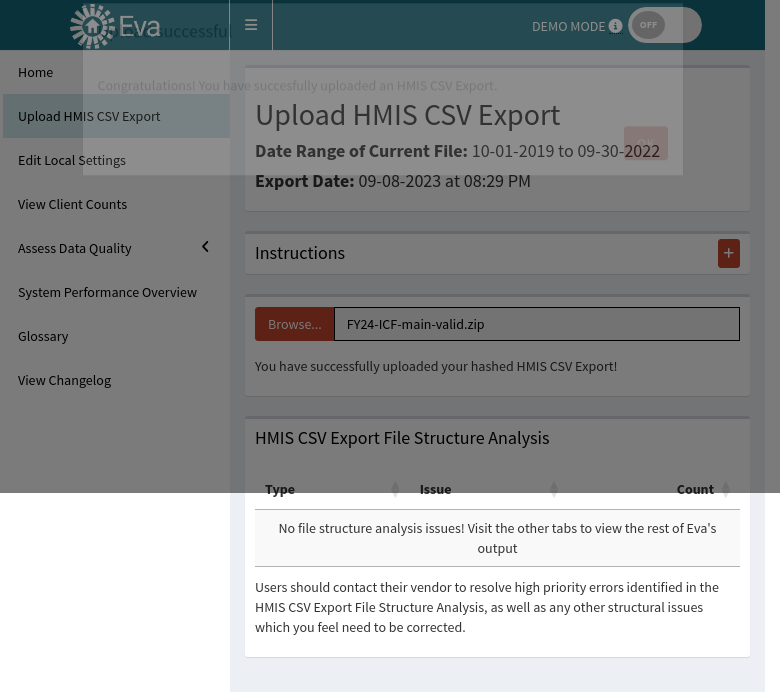 Eva
successful
DEMO MODE
OFF
Home
Upload HMIS CSV Export
Edit Local Settings
View Client Counts
Assess Data Quality
System Performance Overview
Glossary
View Changelog
Congratulations! You have succesfully uploaded an HMIS CSV Export.
Upload HMIS CSV Export
Date Range of Current File: 10-01-2019 to 09-30-2022
Export Date: 09-08-2023 at 08:29 PM
Instructions
+
Browse... FY24-ICF-main-valid.zip
You have successfully uploaded your hashed HMIS CSV Export!
HMIS CSV Export File Structure Analysis
Type Issue Count
No file structure analysis issues! Visit the other tabs to view the rest of Eva's
output
Users should contact their vendor to resolve high priority errors identified in the
HMIS CSV Export File Structure Analysis, as well as any other structural issues
which you feel need to be corrected.